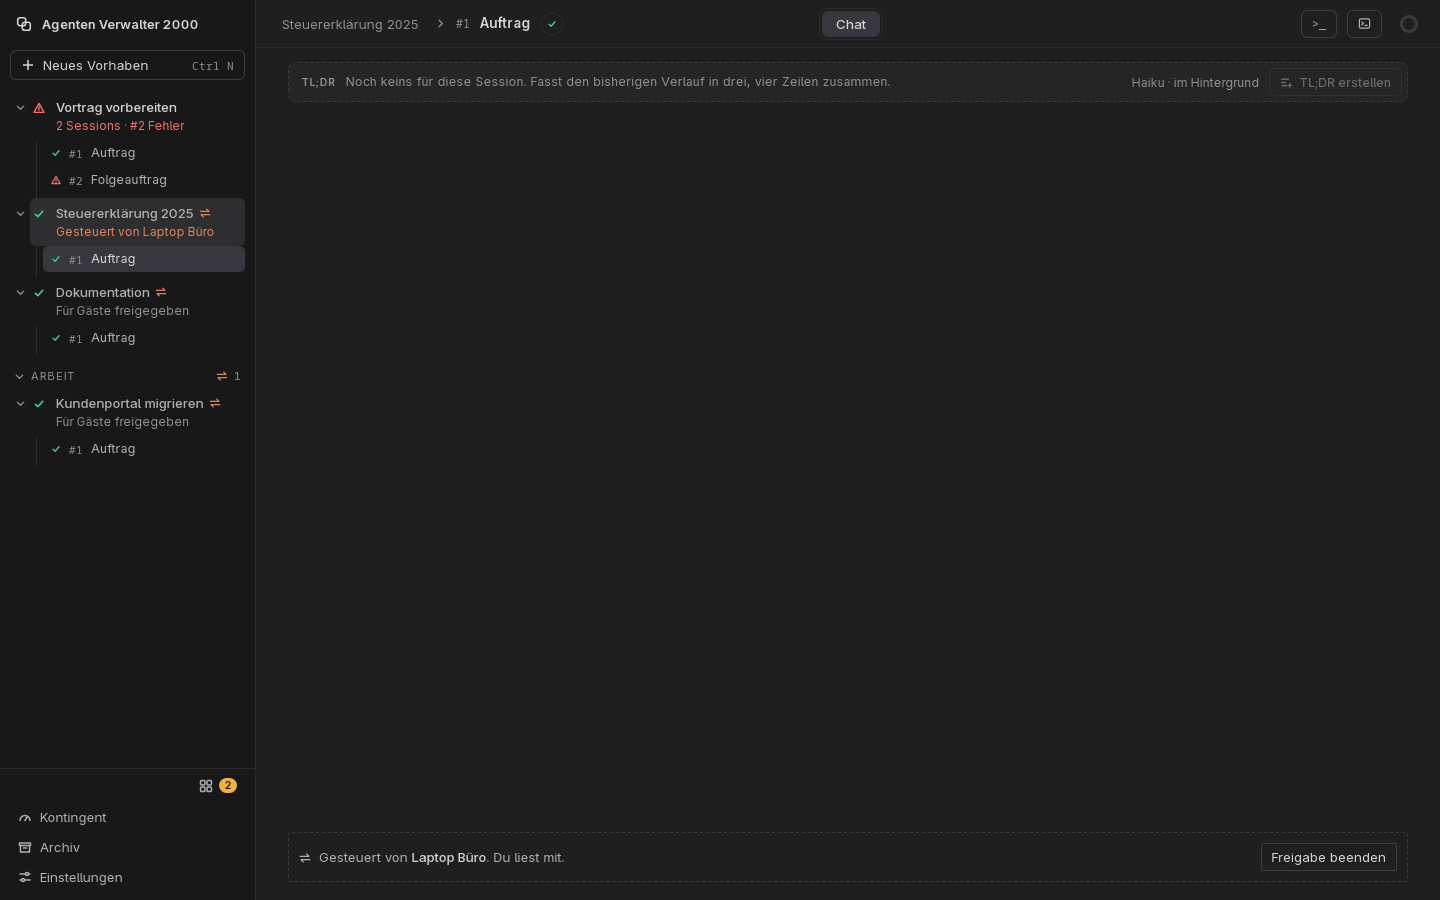 Agenten Verwalter 2000
Neues Vorhaben Ctrl N
Vortrag vorbereiten
2 Sessions · #2 Fehler
#1 Auftrag
#2 Folgeauftrag
Steuererklärung 2025
Gesteuert von Laptop Büro
#1 Auftrag
Dokumentation
Für Gäste freigegeben
#1 Auftrag
ARBEIT 1
Kundenportal migrieren
Für Gäste freigegeben
#1 Auftrag
2
Kontingent
Archiv
Einstellungen
Steuererklärung 2025 #1 Auftrag
Chat
>_
TL;DR Noch keins für diese Session. Fasst den bisherigen Verlauf in drei, vier Zeilen zusammen. Haiku · im Hintergrund TL;DR erstellen
Gesteuert von Laptop Büro. Du liest mit. Freigabe beenden